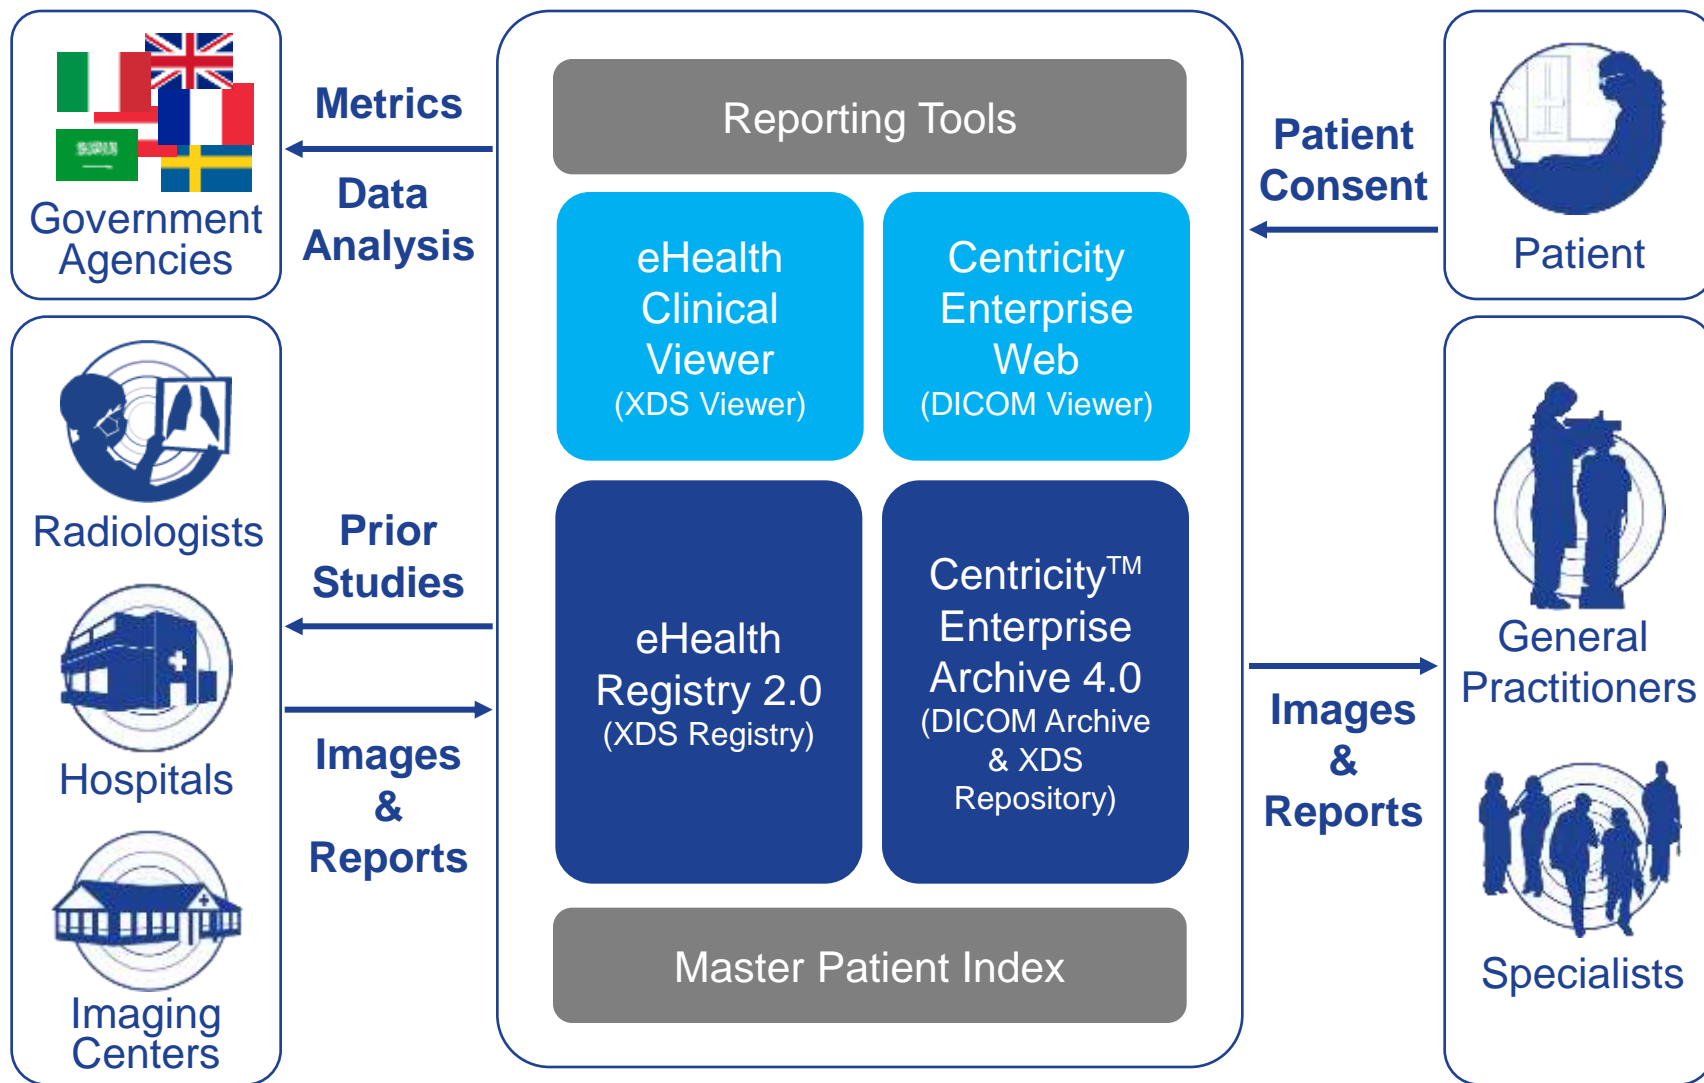 Government
Agencies
Metrics
Data
Analysis
Radiologists
Hospitals
Imaging
Centers
Prior
Studies
Images
&
Reports
Reporting Tools
eHealth
Clinical
Viewer
(XDS Viewer)
Centricity
Enterprise
Web
(DICOM Viewer)
eHealth
Registry 2.0
(XDS Registry)
Centricity™
Enterprise
Archive 4.0
(DICOM Archive
& XDS
Repository)
Master Patient Index
Patient
Consent
Patient
Images
&
Reports
General
Practitioners
Specialists